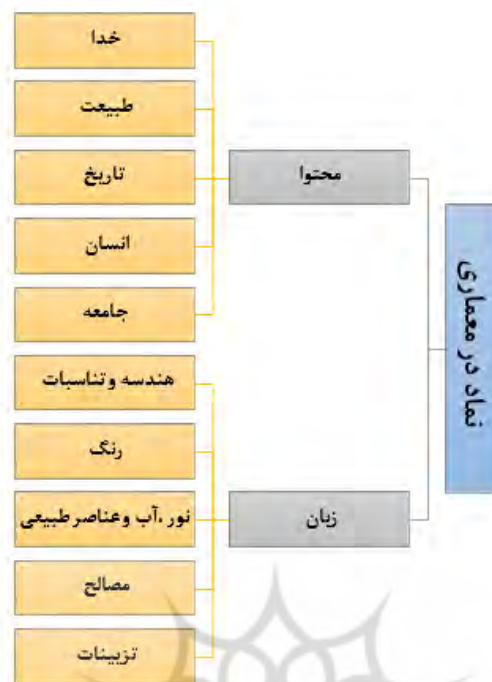 نماد در معماری
محتوا
خدا
طبیعت
تاریخ
انسان
جامعه
زبان
هندسه وتناسبات
رنگ
نور ،آب وعناصر طبیعی
مصالح
تزیینات